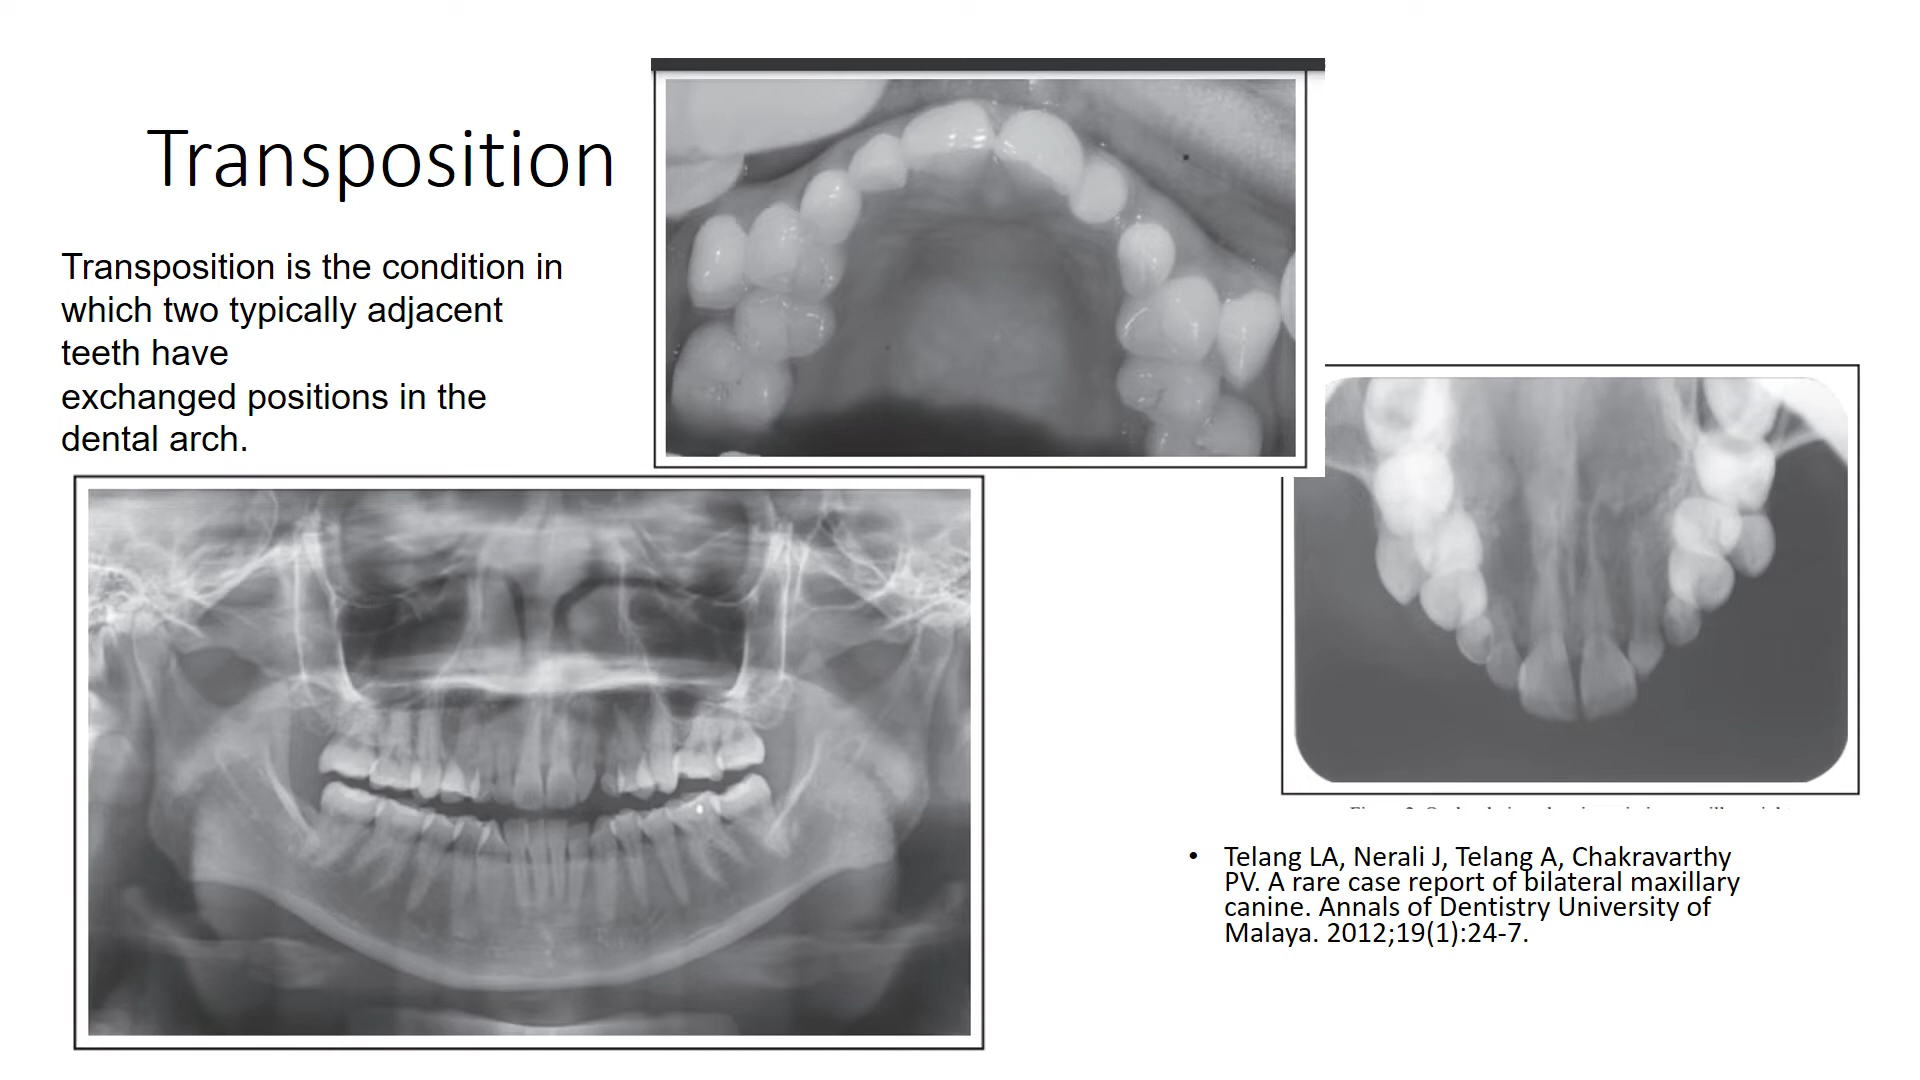 Transposition
Transposition is the condition in
which two typically adjacent
teeth have
exchanged positions in the
dental arch.
• Telang LA, Nerali J, Telang A, Chakravarthy
PV. A rare case report of bilateral maxillary
canine. Annals of Dentistry University of
Malaya. 2012;19(1):24-7.